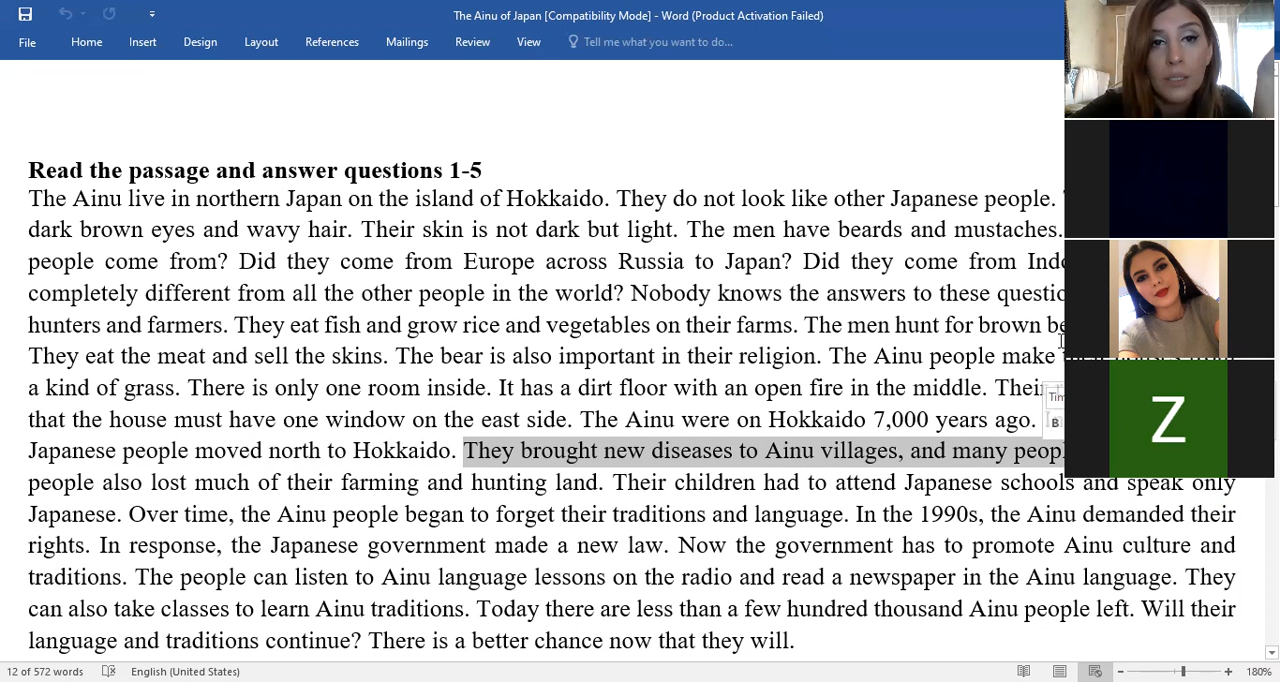 The Ainu of Japan [Compatibility Mode] - Word (Product Activation Failed)
File Home Insert Design Layout References Mailings Review View Tell me what you want to do...
Read the passage and answer questions 1-5
The Ainu live in northern Japan on the island of Hokkaido. They do not look like other Japanese people.
dark brown eyes and wavy hair. Their skin is not dark but light. The men have beards and mustaches.
people come from? Did they come from Europe across Russia to Japan? Did they come from
completely different from all the other people in the world? Nobody knows the answers to these
hunters and farmers. They eat fish and grow rice and vegetables on their farms. The men hunt for brown
They eat the meat and sell the skins. The bear is also important in their religion. The Ainu people make
a kind of grass. There is only one room inside. It has a dirt floor with an open fire in the middle.
that the house must have one window on the east side. The Ainu were on Hokkaido 7,000 years ago.
Japanese people moved north to Hokkaido. They brought new diseases to Ainu villages, and many
people also lost much of their farming and hunting land. Their children had to attend Japanese schools and speak only
Japanese. Over time, the Ainu people began to forget their traditions and language. In the 1990s, the Ainu demanded their
rights. In response, the Japanese government made a new law. Now the government has to promote Ainu culture and
traditions. The people can listen to Ainu language lessons on the radio and read a newspaper in the Ainu language. They
can also take classes to learn Ainu traditions. Today there are less than a few hundred thousand Ainu people left. Will their
language and traditions continue? There is a better chance now that they will.
Z
12 of 572 words English (United States) 180%